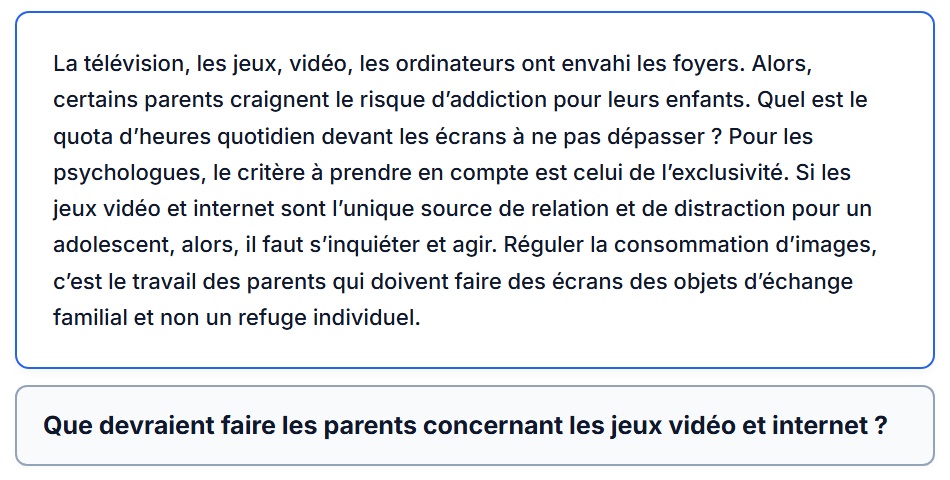 La télévision, les jeux, vidéo, les ordinateurs ont envahi les foyers. Alors,
certains parents craignent le risque d’addiction pour leurs enfants. Quel est le
quota d’heures quotidien devant les écrans à ne pas dépasser ? Pour les
psychologues, le critère à prendre en compte est celui de l’exclusivité. Si les
jeux vidéo et internet sont l’unique source de relation et de distraction pour un
adolescent, alors, il faut s’inquiéter et agir. Réguler la consommation d’images,
c’est le travail des parents qui doivent faire des écrans des objets d’échange
familial et non un refuge individuel.
Que devraient faire les parents concernant les jeux vidéo et internet ?